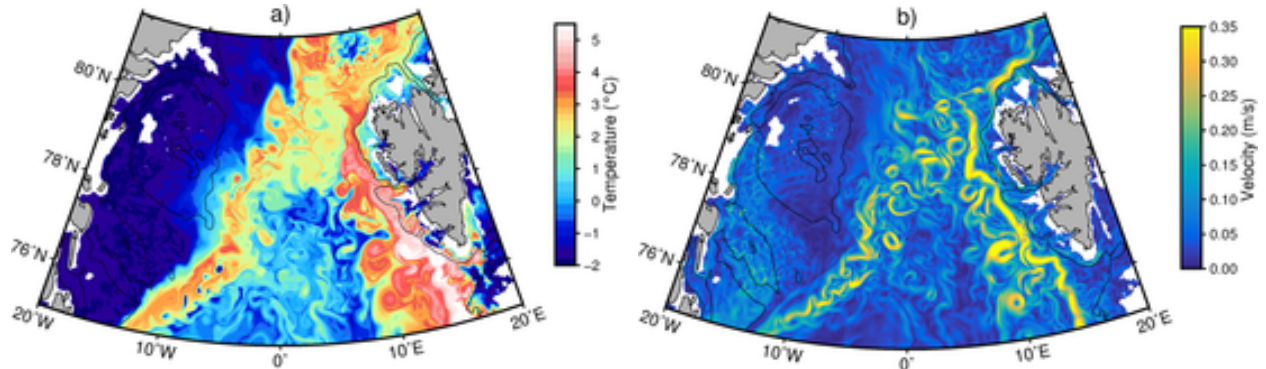 a)
80°N
78°N
76°N
20°W
10°W
0°
10°E
20°E
5
4
3
2
1
0
−1
−2
Temperature (°C)
b)
80°N
78°N
76°N
20°W
10°W
0°
10°E
20°E
0.35
0.30
0.25
0.20
0.15
0.10
0.05
0.00
Velocity (m/s)